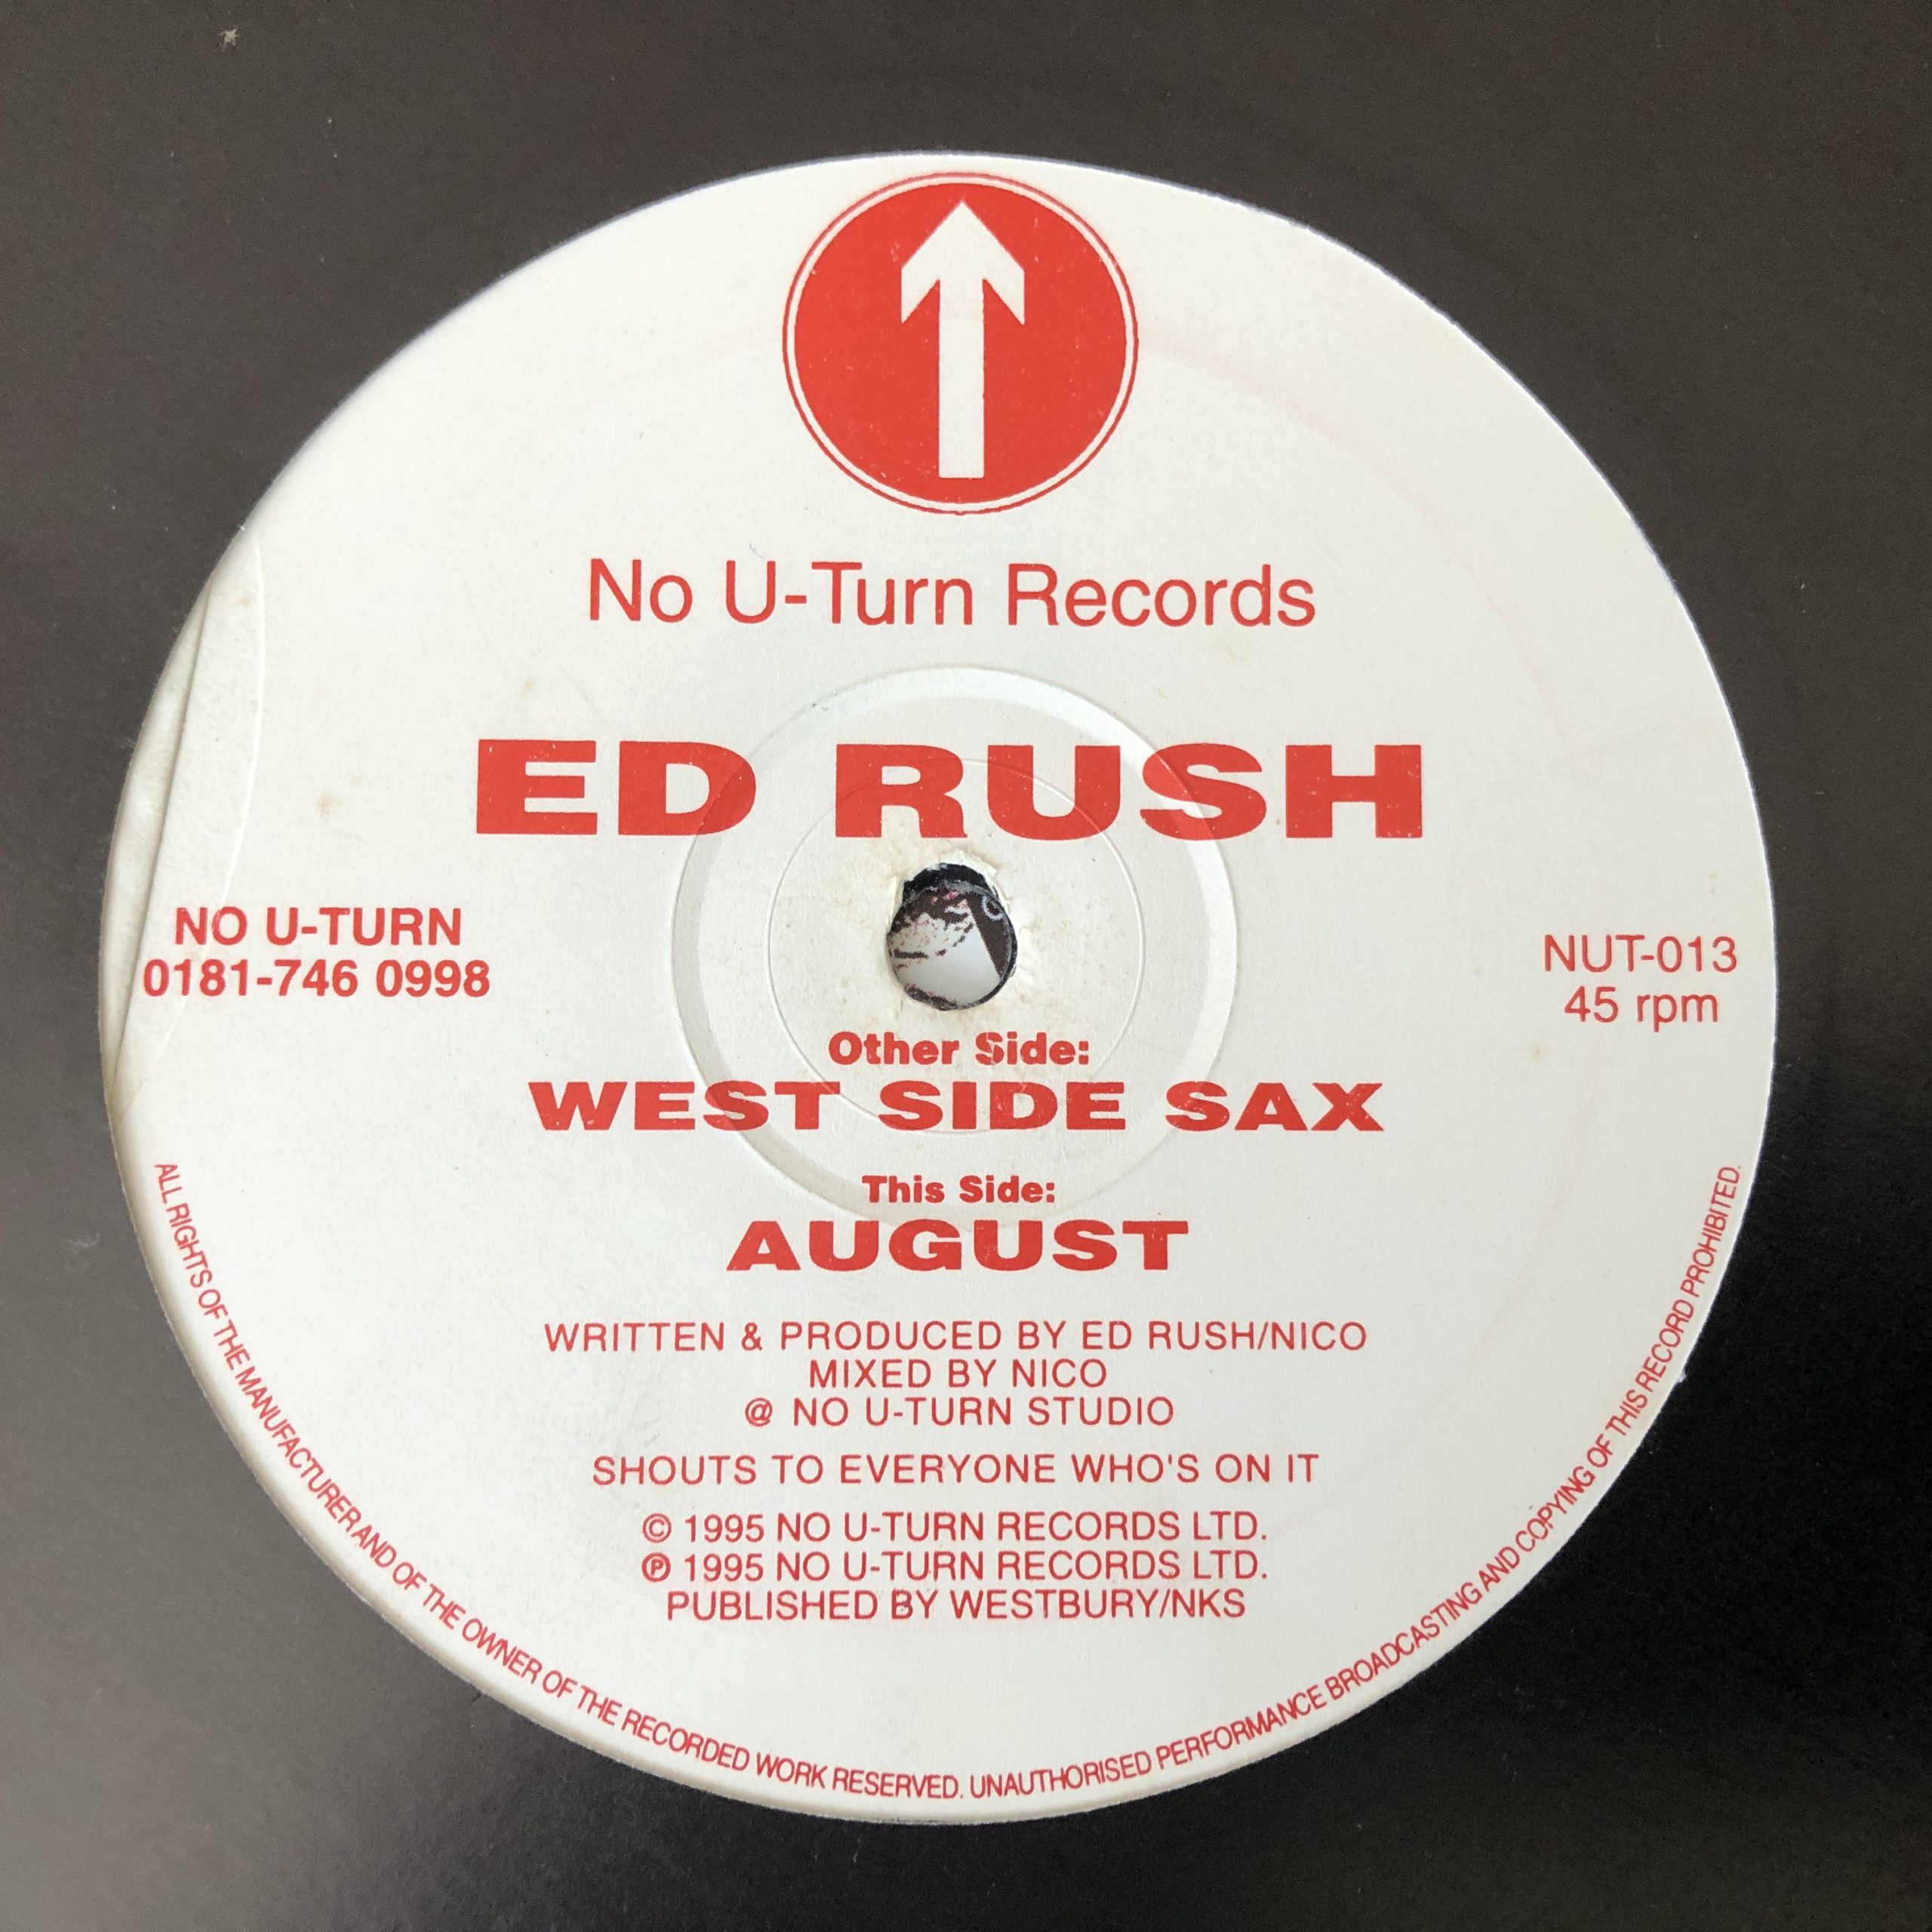 No U-Turn Records
ED RUSH
NO U-TURN
0181-746 0998
NUT-013
45 rpm
Other Side:
WEST SIDE SAX
This Side:
AUGUST
WRITTEN & PRODUCED BY ED RUSH/NICO
MIXED BY NICO
@ NO U-TURN STUDIO
SHOUTS TO EVERYONE WHO'S ON IT
© 1995 NO U-TURN RECORDS LTD.
℗ 1995 NO U-TURN RECORDS LTD.
PUBLISHED BY WESTBURY/NKS
ALL RIGHTS OF THE MANUFACTURER AND OF THE OWNER OF THE RECORDED WORK RESERVED. UNAUTHORISED PERFORMANCE BROADCASTING AND COPYING OF THIS RECORD PROHIBITED.